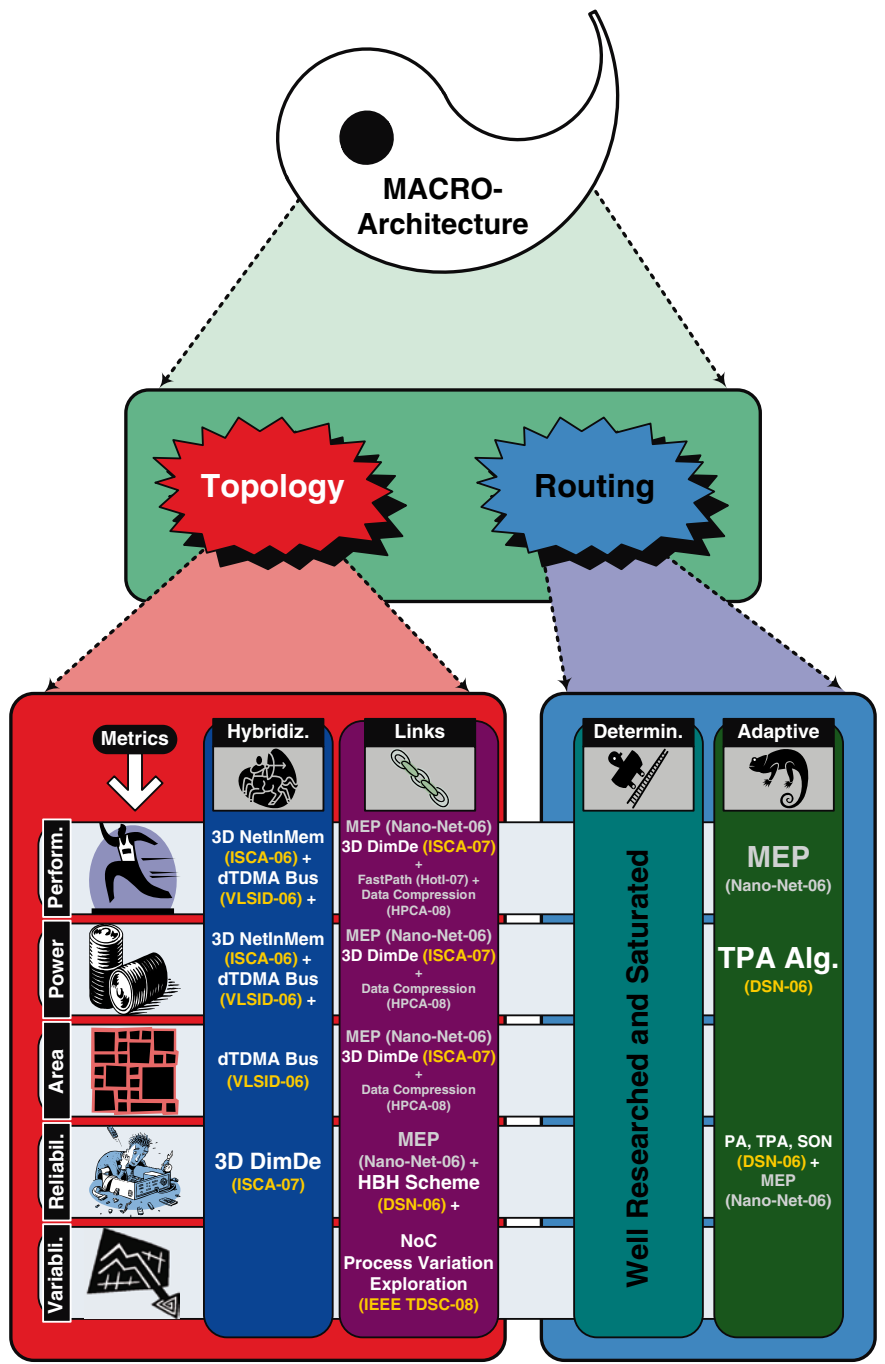 MACRO-
Architecture
Topology
Routing
Metrics
Hybridiz.
Links
Determin.
Adaptive
Perform.
3D NetInMem
(ISCA-06) +
dTDMA Bus
(VLSID-06) +
MEP (Nano-Net-06)
3D DimDe (ISCA-07)
+
FastPath (HotI-07) +
Data Compression
(HPCA-08)
MEP
(Nano-Net-06)
Power
3D NetInMem
(ISCA-06) +
dTDMA Bus
(VLSID-06) +
MEP (Nano-Net-06)
3D DimDe (ISCA-07)
+
Data Compression
(HPCA-08)
TPA Alg.
(DSN-06)
Area
dTDMA Bus
(VLSID-06)
MEP (Nano-Net-06)
3D DimDe (ISCA-07)
+
Data Compression
(HPCA-08)
Well Researched and Saturated
Reliabil.
3D DimDe
(ISCA-07)
MEP
(Nano-Net-06) +
HBH Scheme
(DSN-06) +
PA, TPA, SON
(DSN-06) +
MEP
(Nano-Net-06)
Variabli.
NoC
Process Variation
Exploration
(IEEE TDSC-08)